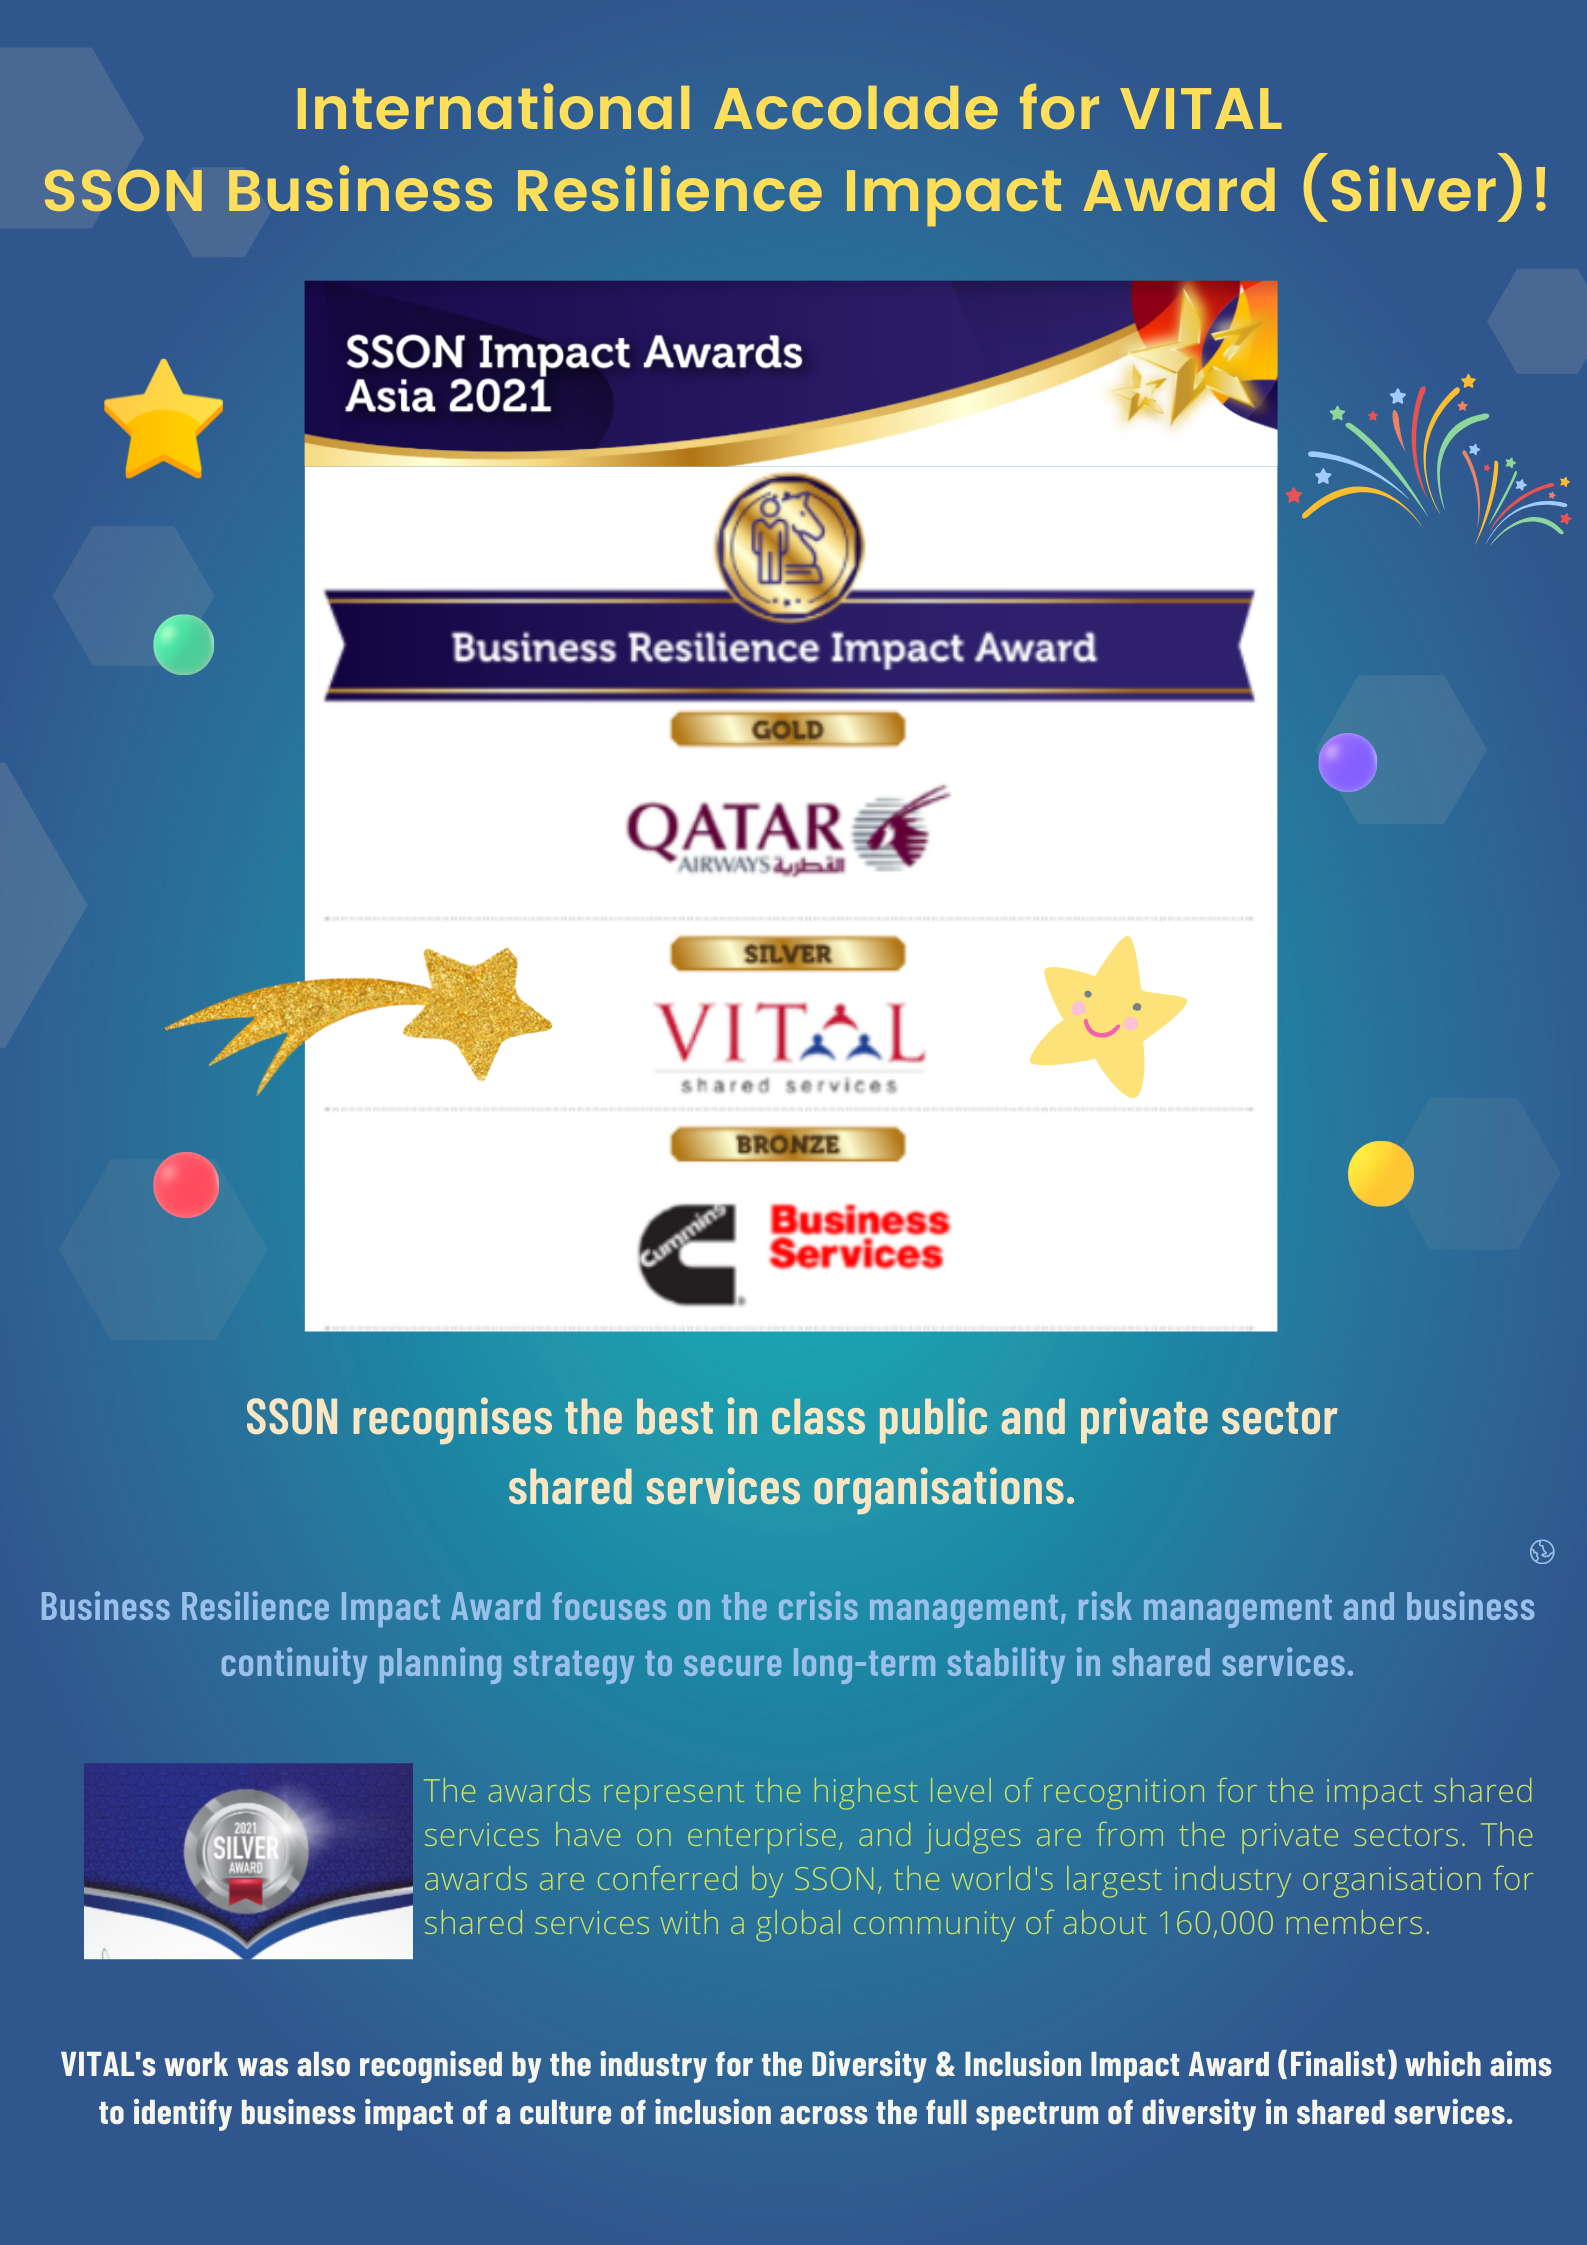 International Accolade for VITAL
SSON Business Resilience Impact Award (Silver)!
SSON Impact Awards
Asia 2021
Business Resilience Impact Award
GOLD
QATAR
AIRWAYS القطرية
SILVER
VITAL
shared services
BRONZE
Cummins
Business
Services
SSON recognises the best in class public and private sector
shared services organisations.
Business Resilience Impact Award focuses on the crisis management, risk management and business
continuity planning strategy to secure long-term stability in shared services.
2021
SILVER
AWARD
The awards represent the highest level of recognition for the impact shared
services have on enterprise, and judges are from the private sectors. The
awards are conferred by SSON, the world's largest industry organisation for
shared services with a global community of about 160,000 members.
VITAL's work was also recognised by the industry for the Diversity & Inclusion Impact Award (Finalist) which aims
to identify business impact of a culture of inclusion across the full spectrum of diversity in shared services.